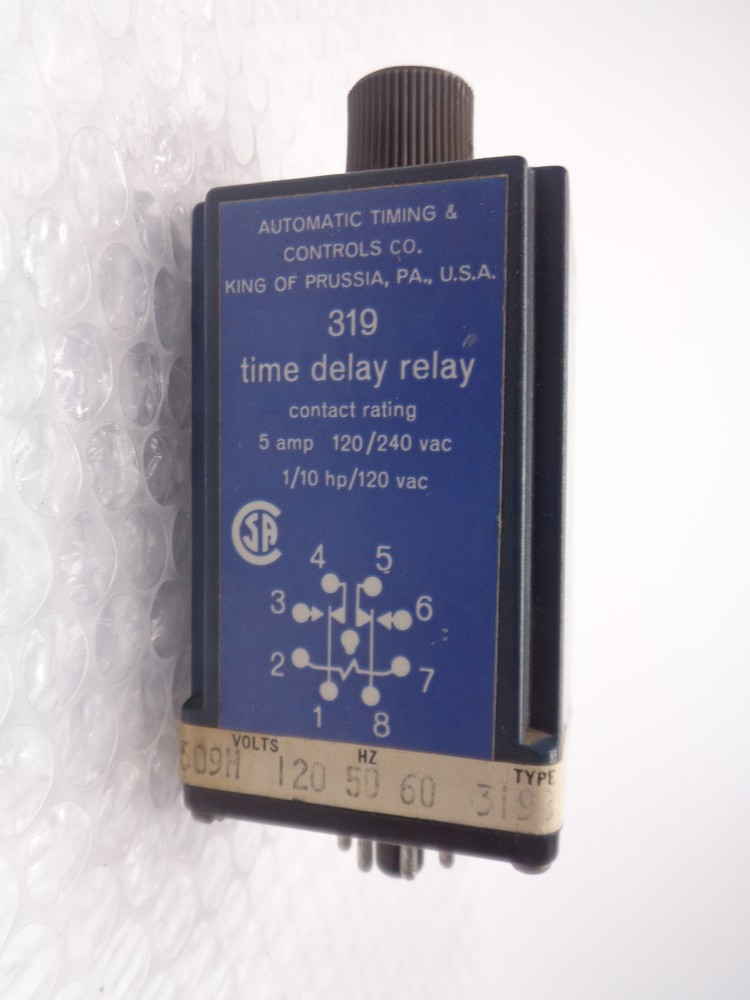 AUTOMATIC TIMING &
CONTROLS CO.
KING OF PRUSSIA, PA., U.S.A.
319
time delay relay
contact rating
5 amp 120/240 vac
1/10 hp/120 vac
CSA
4 5
3 6
2 7
1 8
VOLTS HZ TYPE
120 50 60